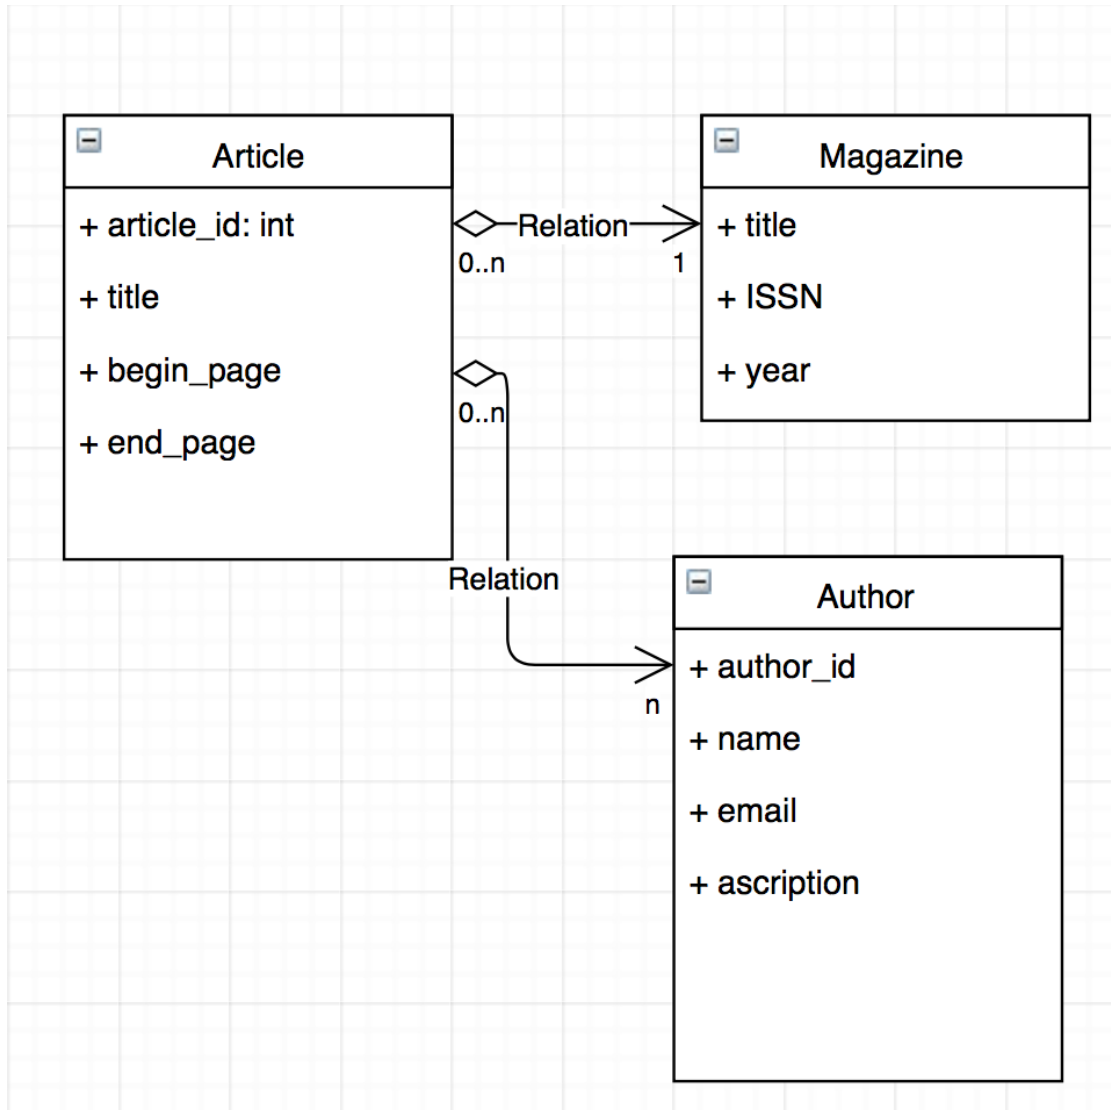 Article
+ article_id: int
+ title
+ begin_page
+ end_page
Relation
0..n
1
Magazine
+ title
+ ISSN
+ year
0..n
Relation
n
Author
+ author_id
+ name
+ email
+ ascription